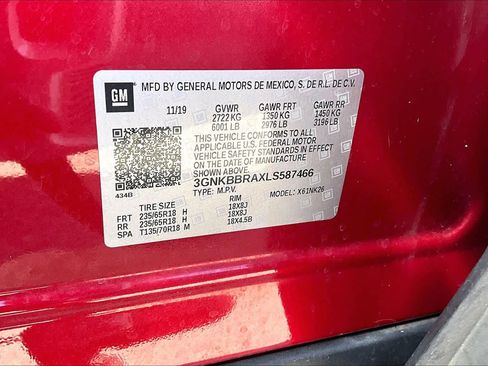 GM
MFD BY GENERAL MOTORS DE MEXICO, S. DE R.L. DE C.V.
11/19 GVWR GAWR FRT GAWR RR
2722 KG 1350 KG 1450 KG
6001 LB 2976 LB 3196 LB
THIS VEHICLE CONFORMS TO ALL
APPLICABLE U.S. FEDERAL MOTOR
VEHICLE SAFETY STANDARDS IN
EFFECT ON THE DATE OF MANUFACTURE
SHOWN ABOVE.
3GNKBBRAXLS587466
434B TYPE: M.P.V. MODEL: X61NK26
TIRE SIZE RIM
FRT 235/65R18 H 18X8J
RR 235/65R18 H 18X8J
SPA T135/70R18 M 18X4.5B